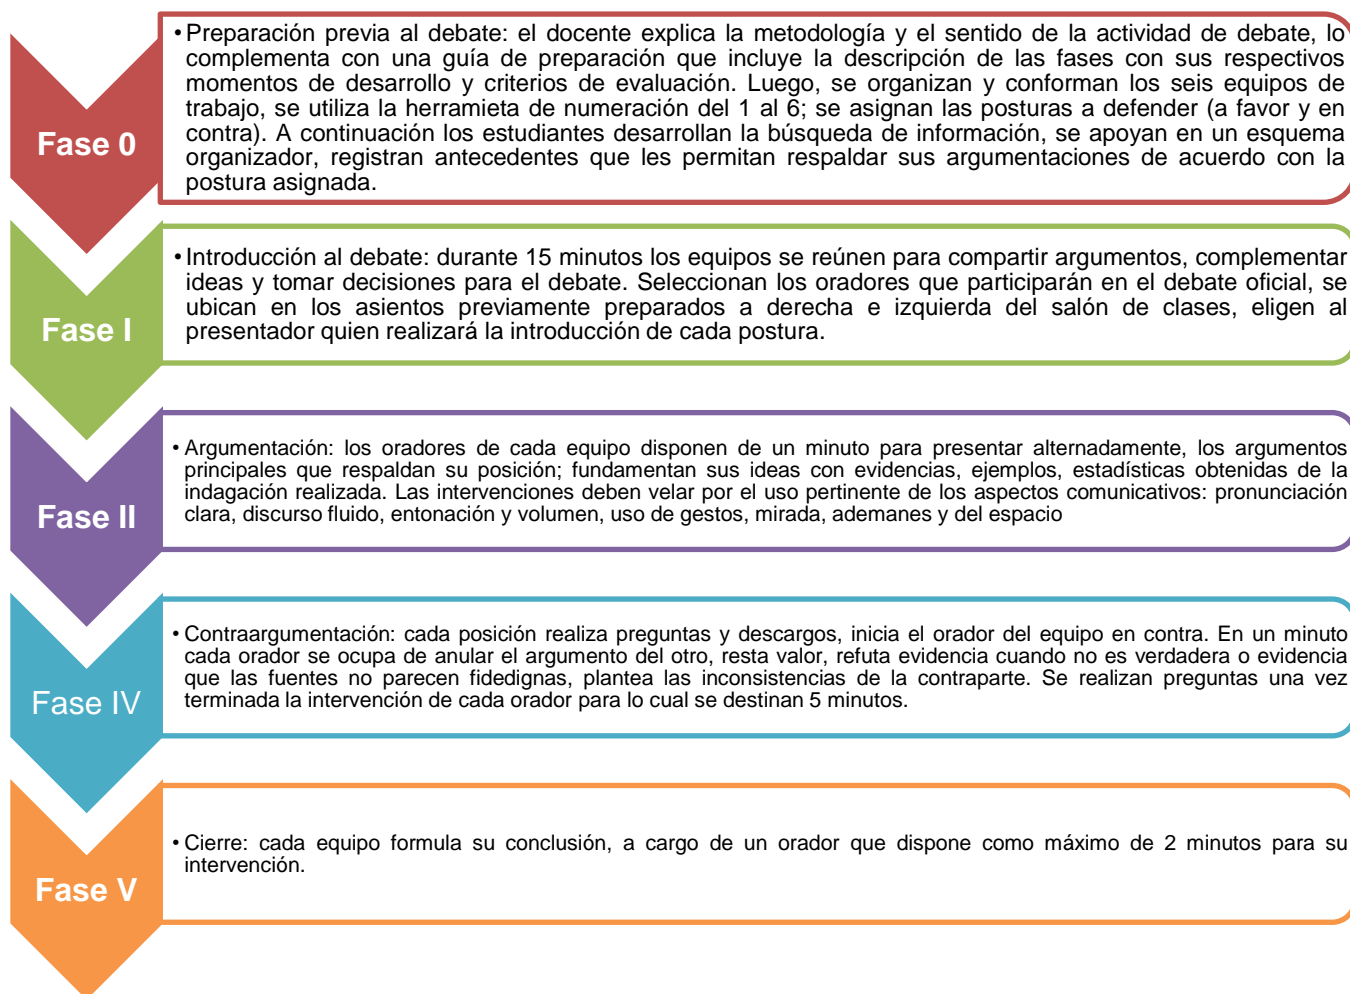 Fase 0
• Preparación previa al debate: el docente explica la metodología y el sentido de la actividad de debate, lo
complementa con una guía de preparación que incluye la descripción de las fases con sus respectivos
momentos de desarrollo y criterios de evaluación. Luego, se organizan y conforman los seis equipos de
trabajo, se utiliza la herramieta de numeración del 1 al 6; se asignan las posturas a defender (a favor y en
contra). A continuación los estudiantes desarrollan la búsqueda de información, se apoyan en un esquema
organizador, registran antecedentes que les permitan respaldar sus argumentaciones de acuerdo con la
postura asignada.
Fase I
• Introducción al debate: durante 15 minutos los equipos se reúnen para compartir argumentos, complementar
ideas y tomar decisiones para el debate. Seleccionan los oradores que participarán en el debate oficial, se
ubican en los asientos previamente preparados a derecha e izquierda del salón de clases, eligen al
presentador quien realizará la introducción de cada postura.
Fase II
• Argumentación: los oradores de cada equipo disponen de un minuto para presentar alternadamente, los argumentos
principales que respaldan su posición; fundamentan sus ideas con evidencias, ejemplos, estadísticas obtenidas de la
indagación realizada. Las intervenciones deben velar por el uso pertinente de los aspectos comunicativos: pronunciación
clara, discurso fluido, entonación y volumen, uso de gestos, mirada, ademanes y del espacio
Fase IV
• Contraargumentación: cada posición realiza preguntas y descargos, inicia el orador del equipo en contra. En un minuto
cada orador se ocupa de anular el argumento del otro, resta valor, refuta evidencia cuando no es verdadera o evidencia
que las fuentes no parecen fidedignas, plantea las inconsistencias de la contraparte. Se realizan preguntas una vez
terminada la intervención de cada orador para lo cual se destinan 5 minutos.
Fase V
• Cierre: cada equipo formula su conclusión, a cargo de un orador que dispone como máximo de 2 minutos para su
intervención.